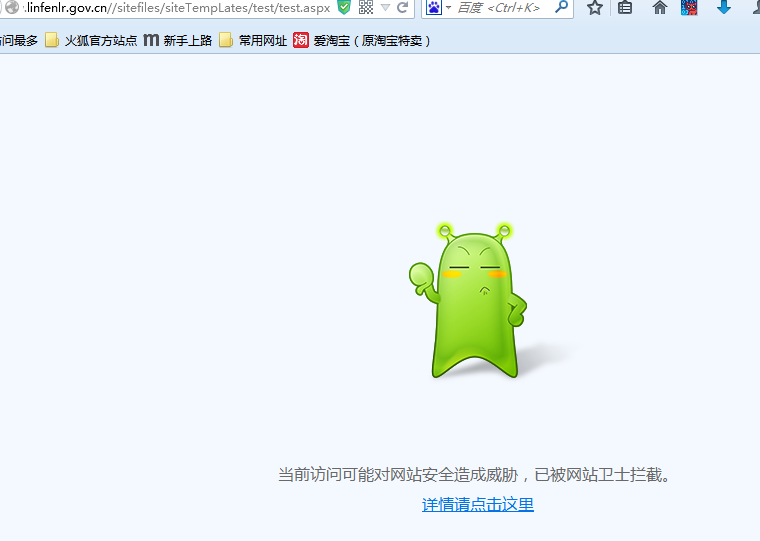 .linfenlr.gov.cn//sitefiles/siteTempLates/test/test.aspx 百度 <Ctrl+K>
问最多 火狐官方站点 m 新手上路 常用网址 淘 爱淘宝（原淘宝特卖）
当前访问可能对网站安全造成威胁，已被网站卫士拦截。
详情请点击这里